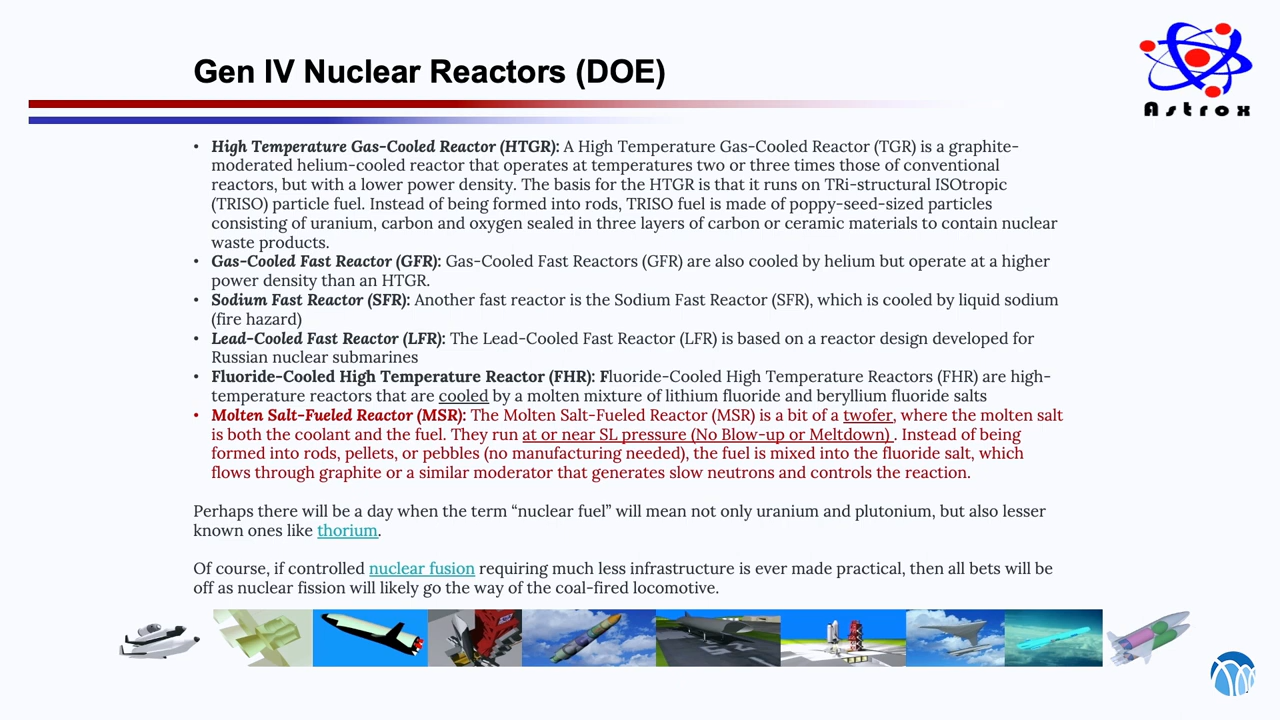 Gen IV Nuclear Reactors (DOE)
Astrox
• High Temperature Gas-Cooled Reactor (HTGR): A High Temperature Gas-Cooled Reactor (TGR) is a graphite-
moderated helium-cooled reactor that operates at temperatures two or three times those of conventional
reactors, but with a lower power density. The basis for the HTGR is that it runs on TRi-structural ISOtropic
(TRISO) particle fuel. Instead of being formed into rods, TRISO fuel is made of poppy-seed-sized particles
consisting of uranium, carbon and oxygen sealed in three layers of carbon or ceramic materials to contain nuclear
waste products.
• Gas-Cooled Fast Reactor (GFR): Gas-Cooled Fast Reactors (GFR) are also cooled by helium but operate at a higher
power density than an HTGR.
• Sodium Fast Reactor (SFR): Another fast reactor is the Sodium Fast Reactor (SFR), which is cooled by liquid sodium
(fire hazard)
• Lead-Cooled Fast Reactor (LFR): The Lead-Cooled Fast Reactor (LFR) is based on a reactor design developed for
Russian nuclear submarines
• Fluoride-Cooled High Temperature Reactor (FHR): Fluoride-Cooled High Temperature Reactors (FHR) are high-
temperature reactors that are cooled by a molten mixture of lithium fluoride and beryllium fluoride salts
• Molten Salt-Fueled Reactor (MSR): The Molten Salt-Fueled Reactor (MSR) is a bit of a twofer, where the molten salt
is both the coolant and the fuel. They run at or near SL pressure (No Blow-up or Meltdown) . Instead of being
formed into rods, pellets, or pebbles (no manufacturing needed), the fuel is mixed into the fluoride salt, which
flows through graphite or a similar moderator that generates slow neutrons and controls the reaction.
Perhaps there will be a day when the term “nuclear fuel” will mean not only uranium and plutonium, but also lesser
known ones like thorium.
Of course, if controlled nuclear fusion requiring much less infrastructure is ever made practical, then all bets will be
off as nuclear fission will likely go the way of the coal-fired locomotive.